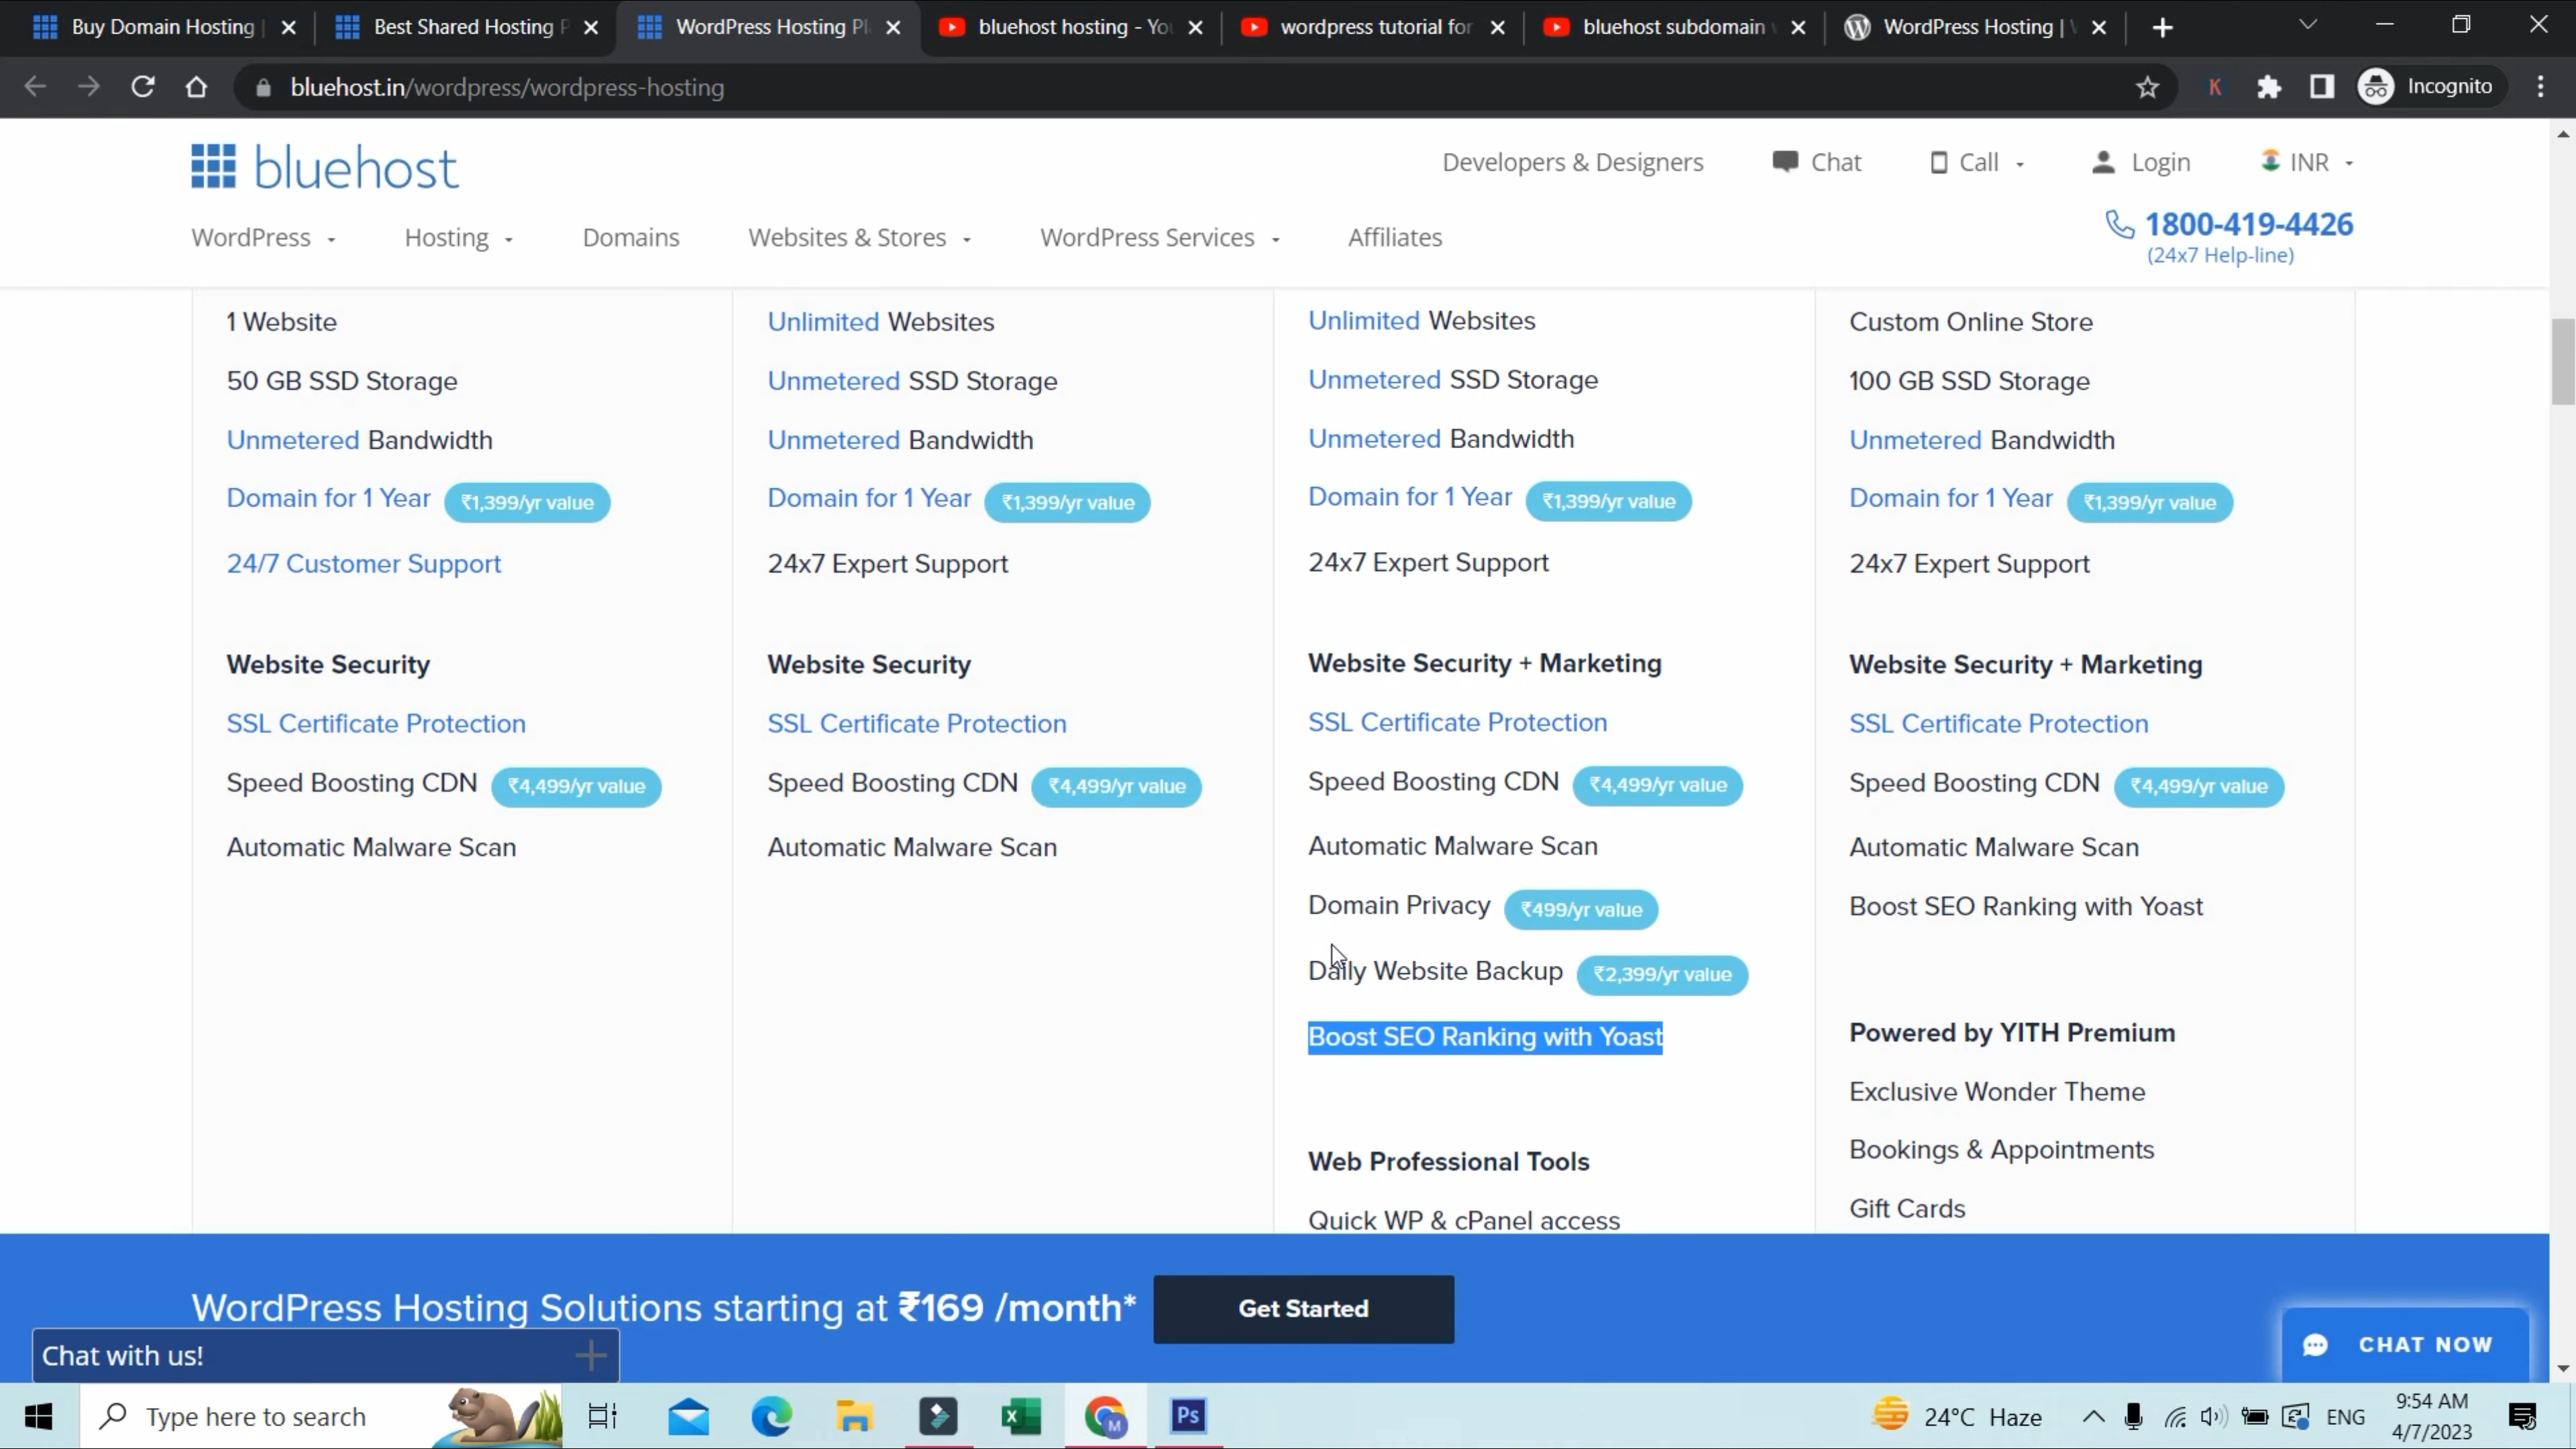 Buy Domain Hosting |
Best Shared Hosting P
WordPress Hosting Pl
bluehost hosting - You
wordpress tutorial for
bluehost subdomain
WordPress Hosting |
bluehost.in/wordpress/wordpress-hosting
K
Incognito
bluehost
Developers & Designers
Chat
Call
Login
INR
WordPress
Hosting
Domains
Websites & Stores
WordPress Services
Affiliates
1800-419-4426
(24x7 Help-line)
1 Website
50 GB SSD Storage
Unmetered Bandwidth
Domain for 1 Year ₹1,399/yr value
24/7 Customer Support
Website Security
SSL Certificate Protection
Speed Boosting CDN ₹4,499/yr value
Automatic Malware Scan
Unlimited Websites
Unmetered SSD Storage
Unmetered Bandwidth
Domain for 1 Year ₹1,399/yr value
24x7 Expert Support
Website Security
SSL Certificate Protection
Speed Boosting CDN ₹4,499/yr value
Automatic Malware Scan
Unlimited Websites
Unmetered SSD Storage
Unmetered Bandwidth
Domain for 1 Year ₹1,399/yr value
24x7 Expert Support
Website Security + Marketing
SSL Certificate Protection
Speed Boosting CDN ₹4,499/yr value
Automatic Malware Scan
Domain Privacy ₹499/yr value
Daily Website Backup ₹2,399/yr value
Boost SEO Ranking with Yoast
Web Professional Tools
Quick WP & cPanel access
Custom Online Store
100 GB SSD Storage
Unmetered Bandwidth
Domain for 1 Year ₹1,399/yr value
24x7 Expert Support
Website Security + Marketing
SSL Certificate Protection
Speed Boosting CDN ₹4,499/yr value
Automatic Malware Scan
Boost SEO Ranking with Yoast
Powered by YITH Premium
Exclusive Wonder Theme
Bookings & Appointments
Gift Cards
WordPress Hosting Solutions starting at ₹169 /month*
Get Started
Chat with us!
CHAT NOW
Type here to search
M
Ps
24°C Haze
ENG
9:54 AM
4/7/2023